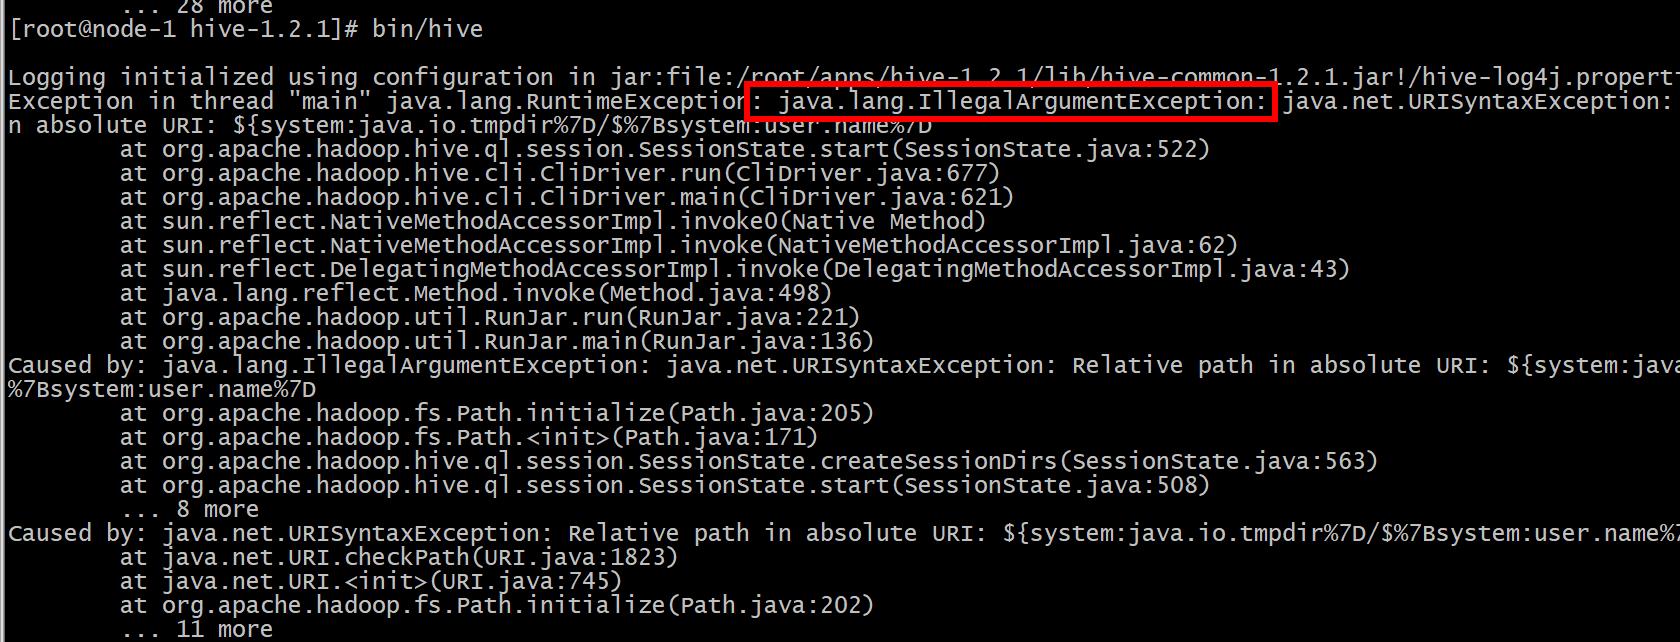 ... 28 more
[root@node-1 hive-1.2.1]# bin/hive
Logging initialized using configuration in jar:file:/root/apps/hive-1.2.1/lib/hive-common-1.2.1.jar!/hive-log4j.properti
Exception in thread "main" java.lang.RuntimeException: java.lang.IllegalArgumentException: java.net.URISyntaxException:
n absolute URI: ${system:java.io.tmpdir%7D/$%7Bsystem:user.name%7D
at org.apache.hadoop.hive.ql.session.SessionState.start(SessionState.java:522)
at org.apache.hadoop.hive.cli.CliDriver.run(CliDriver.java:677)
at org.apache.hadoop.hive.cli.CliDriver.main(CliDriver.java:621)
at sun.reflect.NativeMethodAccessorImpl.invoke0(Native Method)
at sun.reflect.NativeMethodAccessorImpl.invoke(NativeMethodAccessorImpl.java:62)
at sun.reflect.DelegatingMethodAccessorImpl.invoke(DelegatingMethodAccessorImpl.java:43)
at java.lang.reflect.Method.invoke(Method.java:498)
at org.apache.hadoop.util.RunJar.run(RunJar.java:221)
at org.apache.hadoop.util.RunJar.main(RunJar.java:136)
Caused by: java.lang.IllegalArgumentException: java.net.URISyntaxException: Relative path in absolute URI: ${system:java
%7Bsystem:user.name%7D
at org.apache.hadoop.fs.Path.initialize(Path.java:205)
at org.apache.hadoop.fs.Path.<init>(Path.java:171)
at org.apache.hadoop.hive.ql.session.SessionState.createSessionDirs(SessionState.java:563)
at org.apache.hadoop.hive.ql.session.SessionState.start(SessionState.java:508)
... 8 more
Caused by: java.net.URISyntaxException: Relative path in absolute URI: ${system:java.io.tmpdir%7D/$%7Bsystem:user.name%7
at java.net.URI.checkPath(URI.java:1823)
at java.net.URI.<init>(URI.java:745)
at org.apache.hadoop.fs.Path.initialize(Path.java:202)
... 11 more